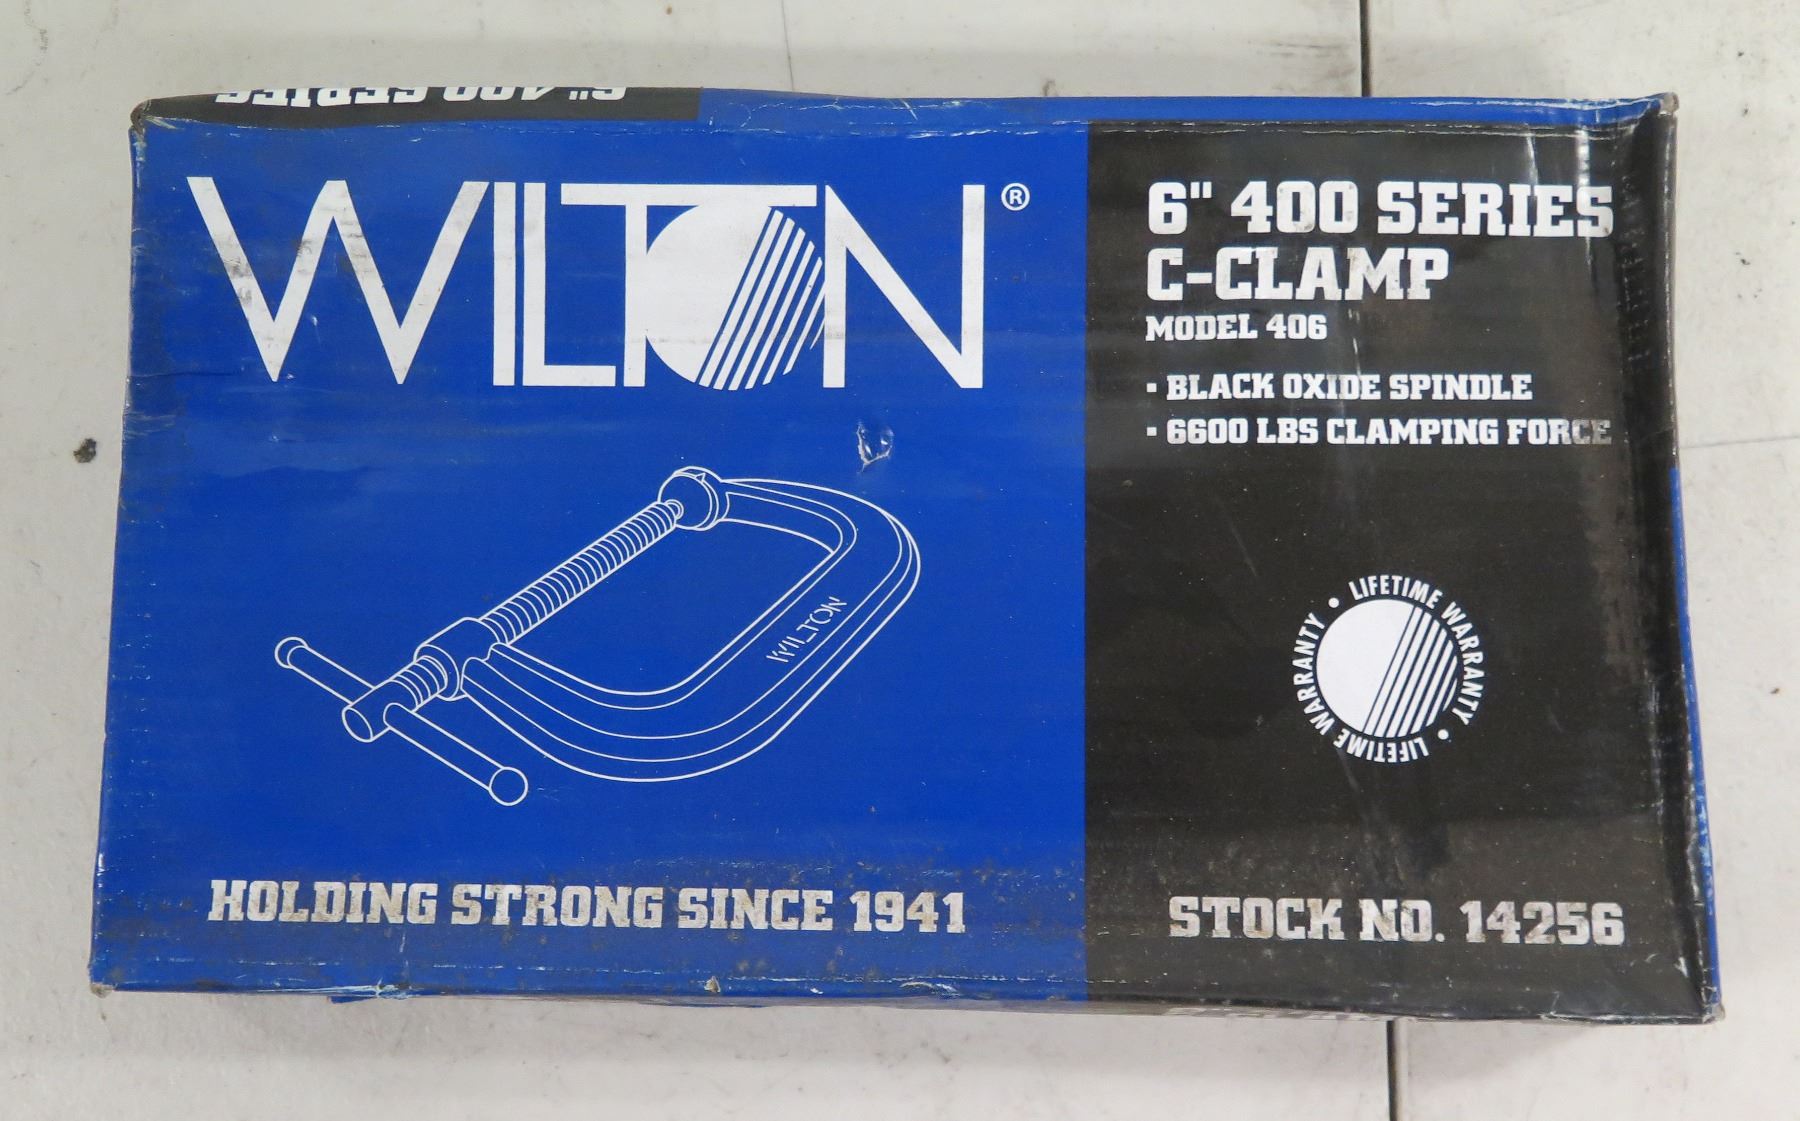 6" 400 SERIES
WILTON®
6" 400 SERIES
C-CLAMP
MODEL 406
▪ BLACK OXIDE SPINDLE
▪ 6600 LBS CLAMPING FORCE
WILTON
LIFETIME WARRANTY • LIFETIME WARRANTY •
HOLDING STRONG SINCE 1941
STOCK NO. 14256